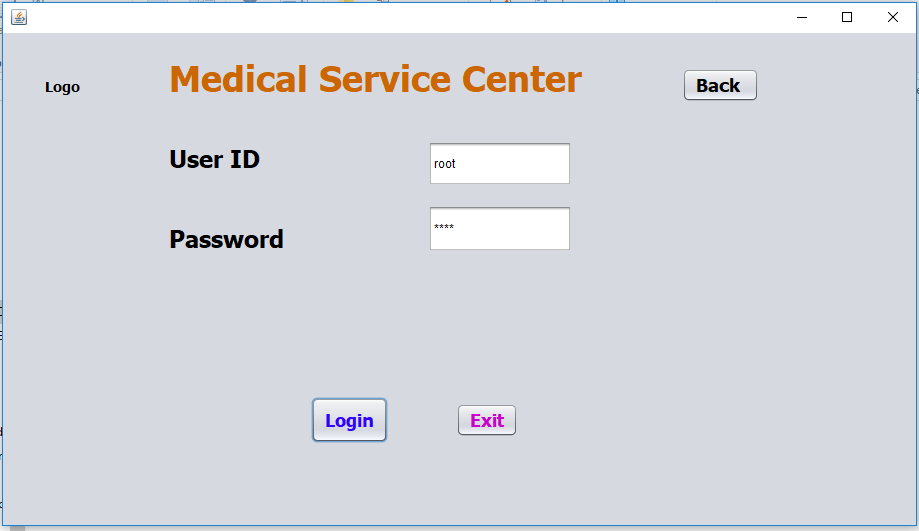 Logo
Medical Service Center
Back
User ID
root
Password
****
Login
Exit